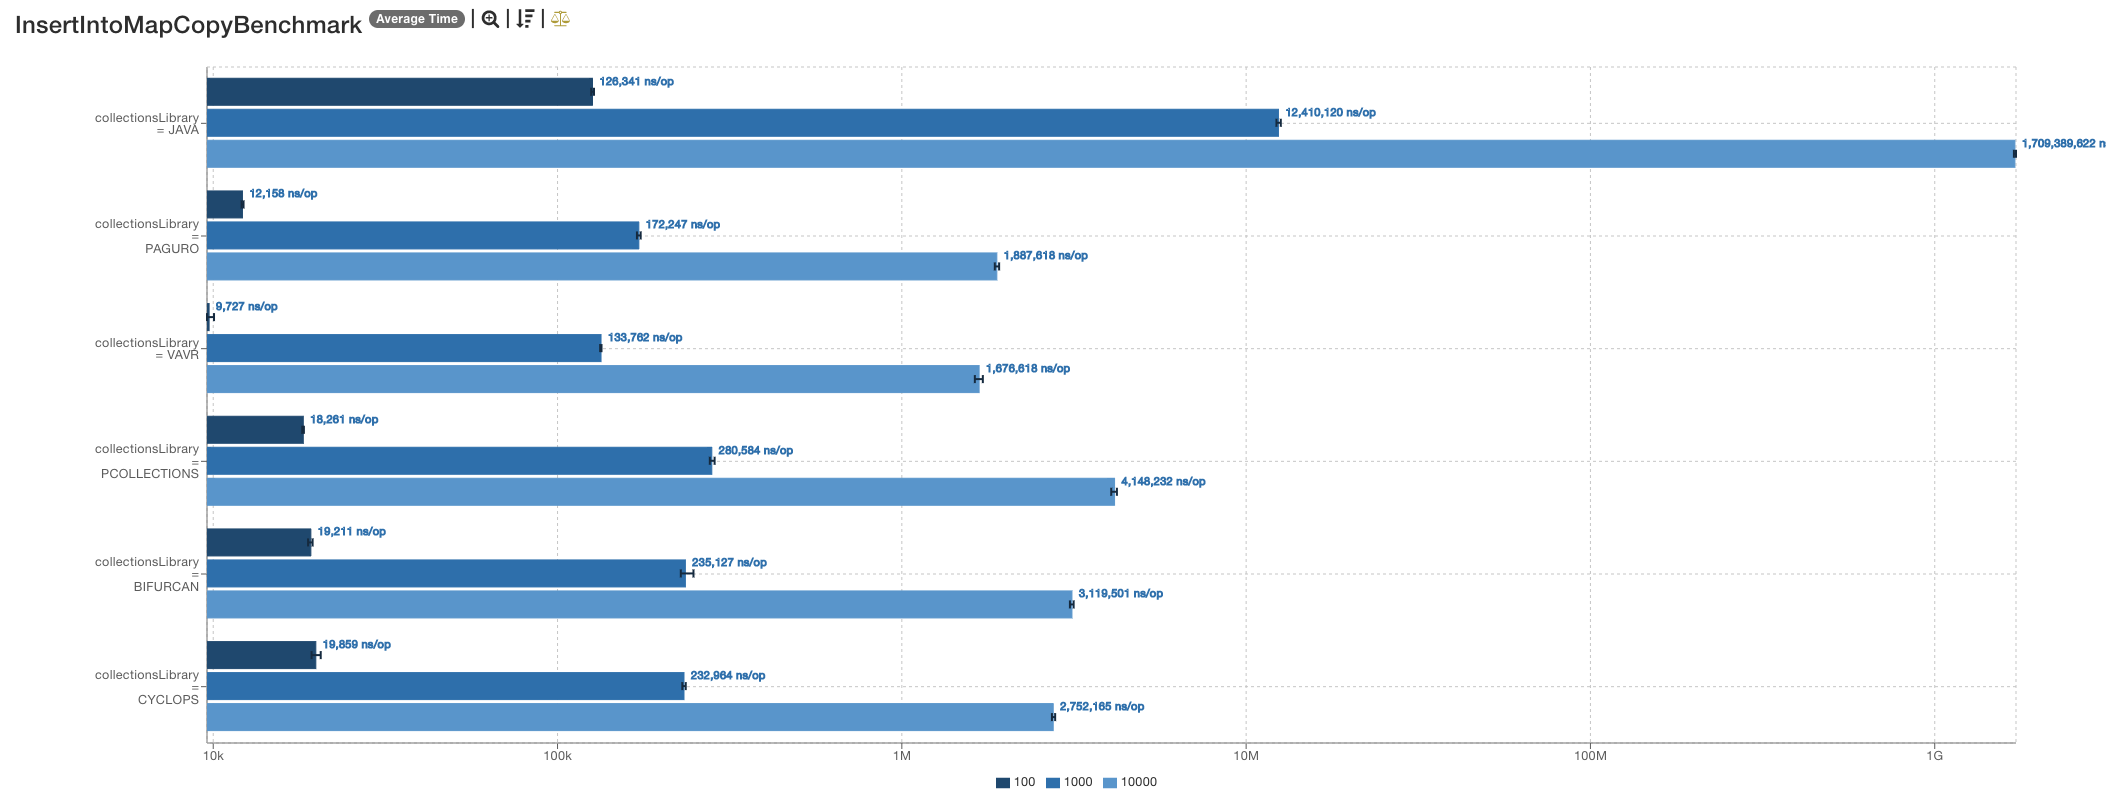 InsertIntoMapCopyBenchmark Average Time
126,341 ns/op
collectionsLibrary
= JAVA
12,410,120 ns/op
1,709,389,622 n
12,158 ns/op
collectionsLibrary
=
PAGURO
172,247 ns/op
1,887,618 ns/op
9,727 ns/op
collectionsLibrary
= VAVR
133,762 ns/op
1,676,618 ns/op
18,261 ns/op
collectionsLibrary
=
PCOLLECTIONS
280,584 ns/op
4,148,232 ns/op
19,211 ns/op
collectionsLibrary
=
BIFURCAN
235,127 ns/op
3,119,501 ns/op
19,859 ns/op
collectionsLibrary
=
CYCLOPS
232,964 ns/op
2,752,165 ns/op
10k 100k 1M 10M 100M 1G
100 1000 10000